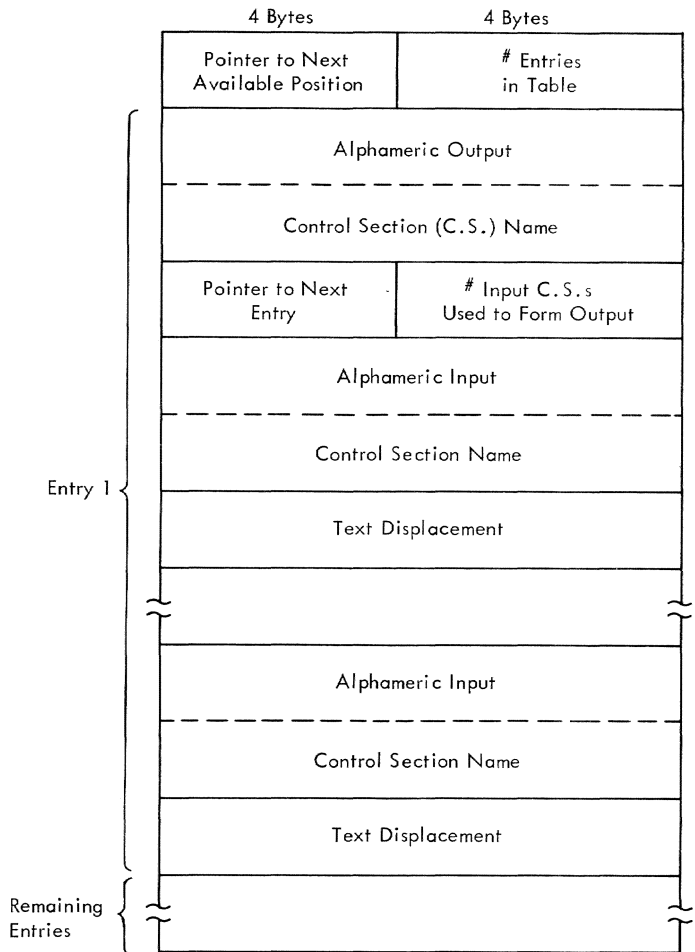 4 Bytes 4 Bytes
Pointer to Next
Available Position
# Entries
in Table
Alphameric Output
Control Section (C.S.) Name
Pointer to Next
Entry
# Input C.S.s
Used to Form Output
Alphameric Input
Control Section Name
Entry 1
Text Displacement
Alphameric Input
Control Section Name
Text Displacement
Remaining
Entries